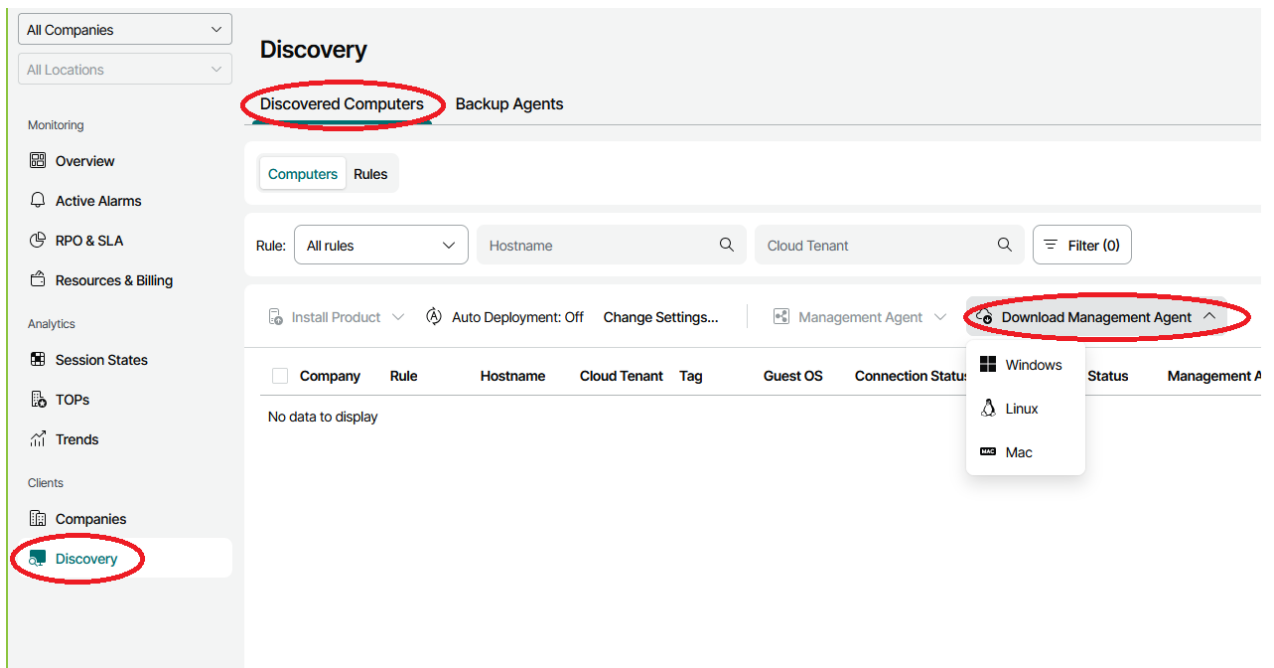 All Companies
All Locations
Monitoring
Overview
Active Alarms
RPO & SLA
Resources & Billing
Analytics
Session States
TOPs
Trends
Clients
Companies
Discovery
Discovery
Discovered Computers Backup Agents
Computers Rules
Rule: All rules Hostname Cloud Tenant Filter (0)
Install Product Auto Deployment: Off Change Settings... Management Agent Download Management Agent
Company Rule Hostname Cloud Tenant Tag Guest OS Connection Status Status Management A
No data to display
Windows
Linux
MAC Mac